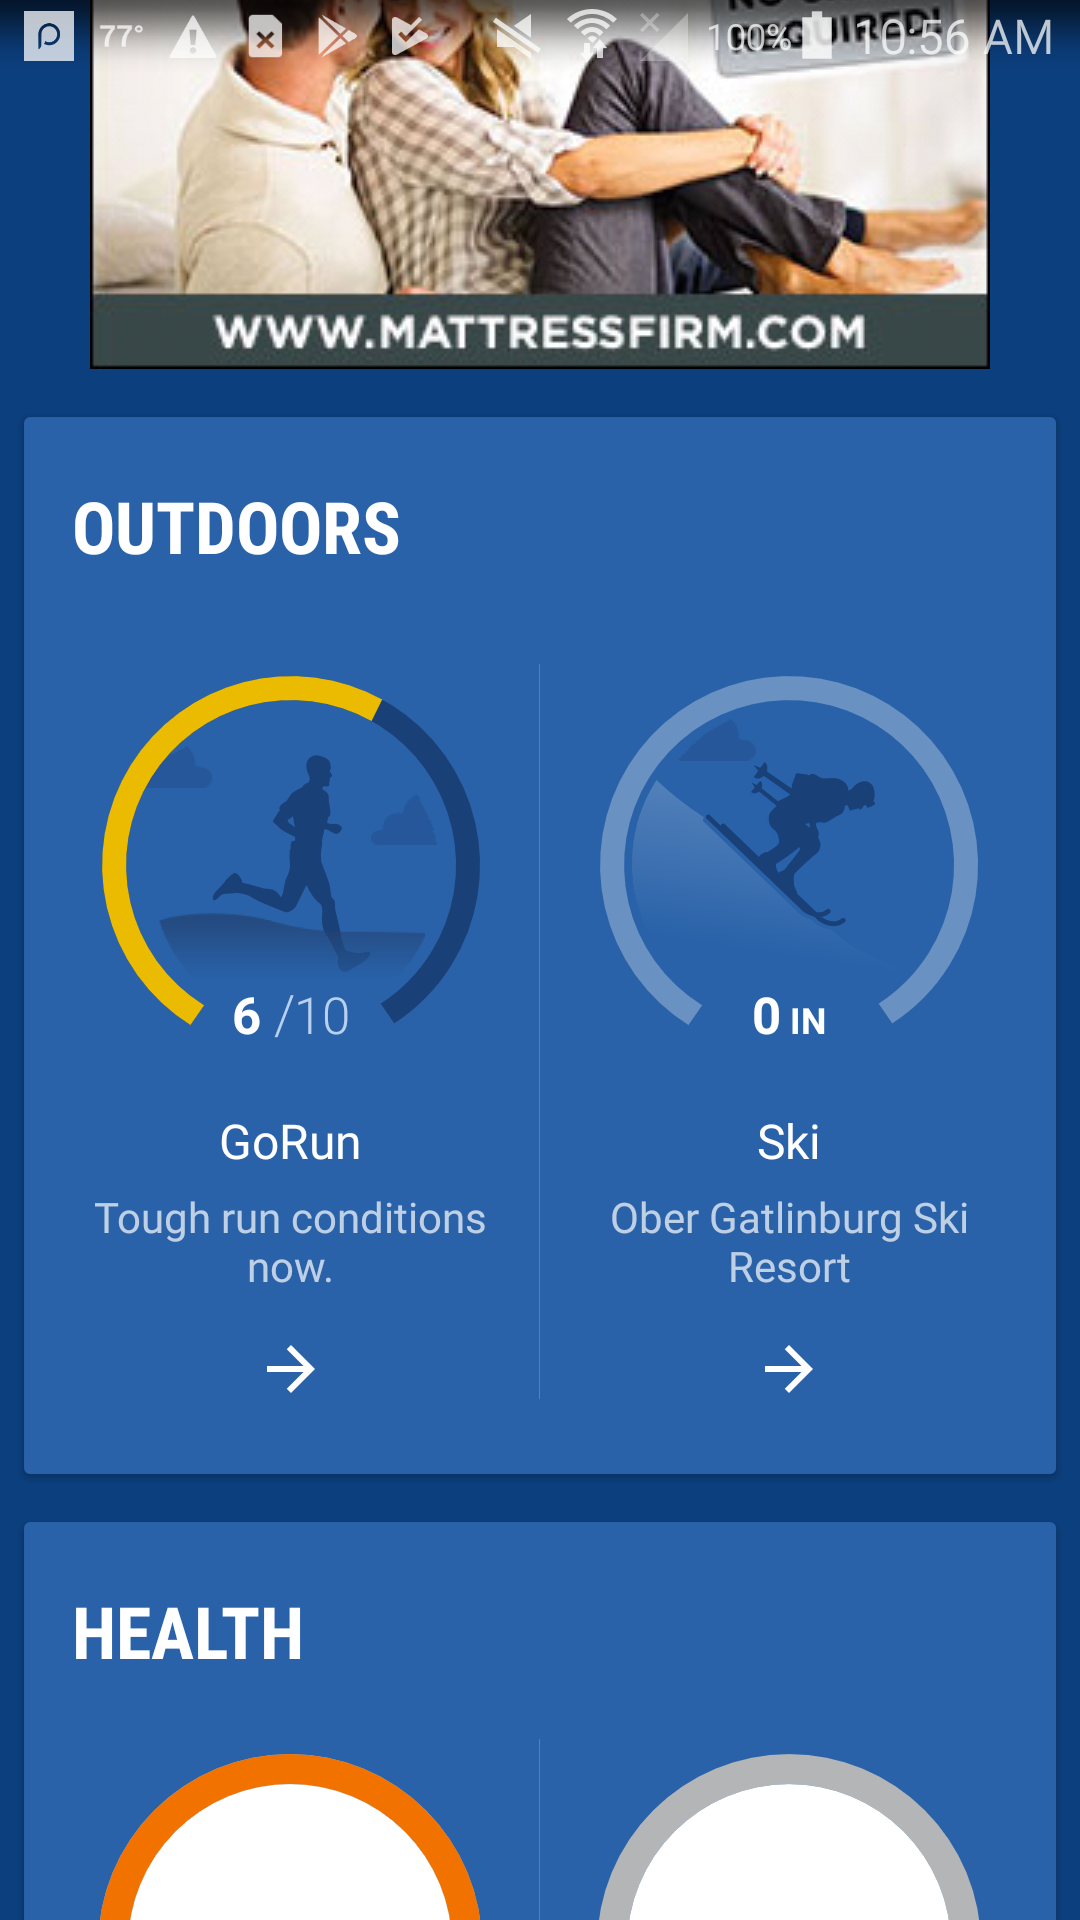 77° 100% 10:56 AM
REQUIRED!
WWW.MATTRESSFIRM.COM
OUTDOORS
6 /10
0 IN
GoRun
Ski
Tough run conditions
now.
Ober Gatlinburg Ski
Resort
HEALTH